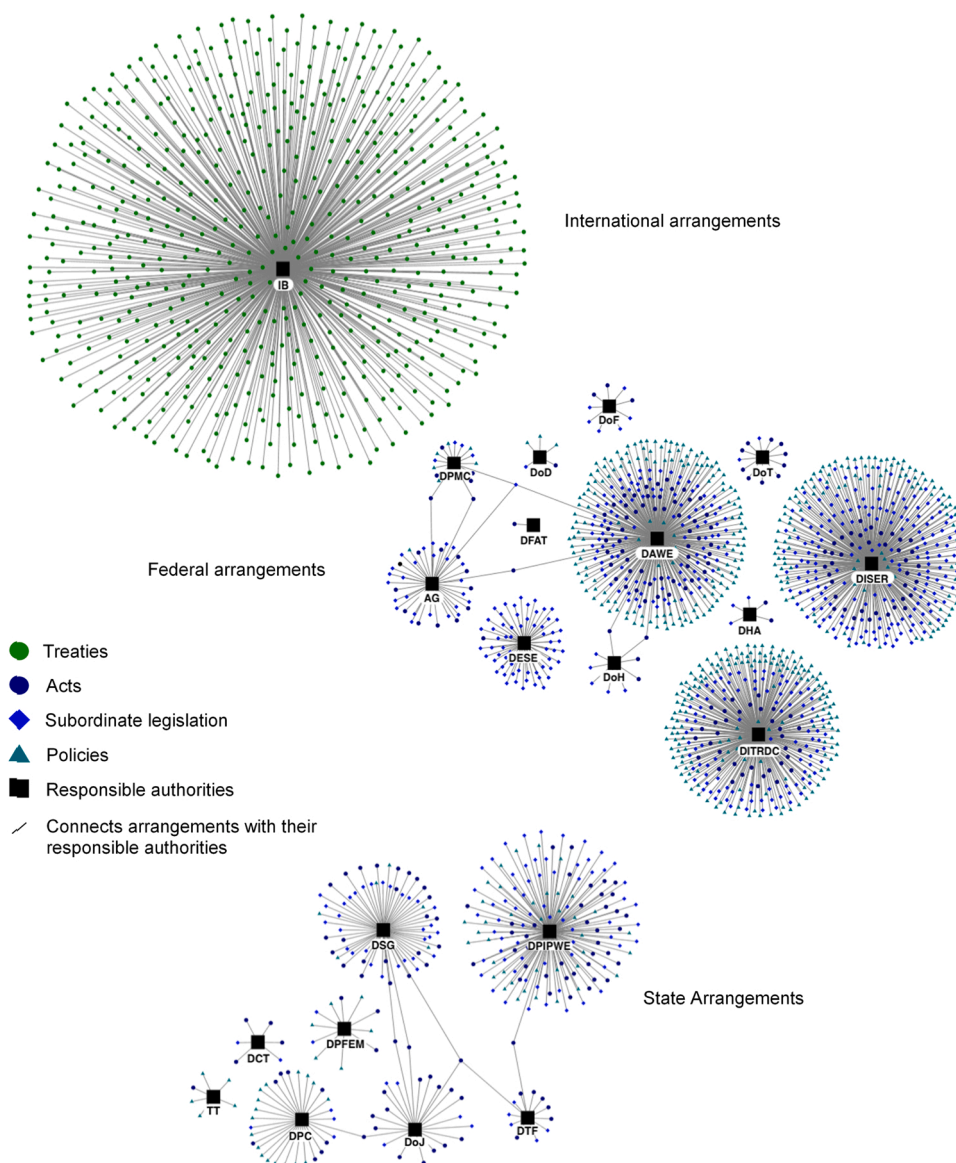 International arrangements
IB
DoF
DPMC
DoD
DoT
DFAT
DAWE
DISER
Federal arrangements
AG
DHA
DESE
DoH
Treaties
Acts
Subordinate legislation
DITRDC
Policies
Responsible authorities
Connects arrangements with their
responsible authorities
DSG
DPIPWE
State Arrangements
DPFEM
DCT
TT
DPC
DoJ
DTF